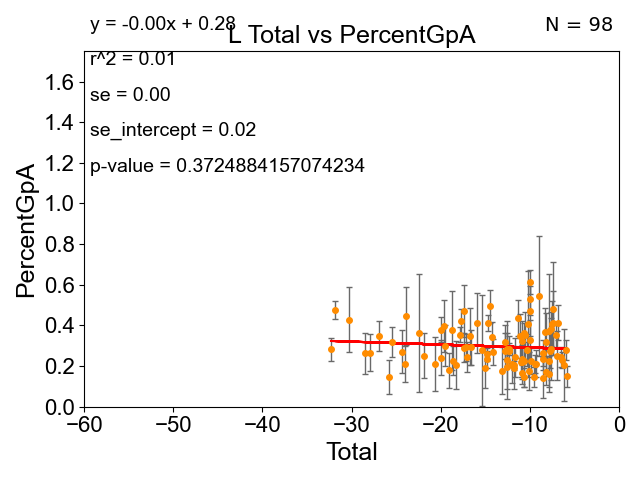 y = -0.00x + 0.28
N = 98
L Total vs PercentGpA
r^2 = 0.01
se = 0.00
se_intercept = 0.02
p-value = 0.3724884157074234
PercentGpA
1.6
1.4
1.2
1.0
0.8
0.6
0.4
0.2
0.0
−60 −50 −40 −30 −20 −10 0
Total